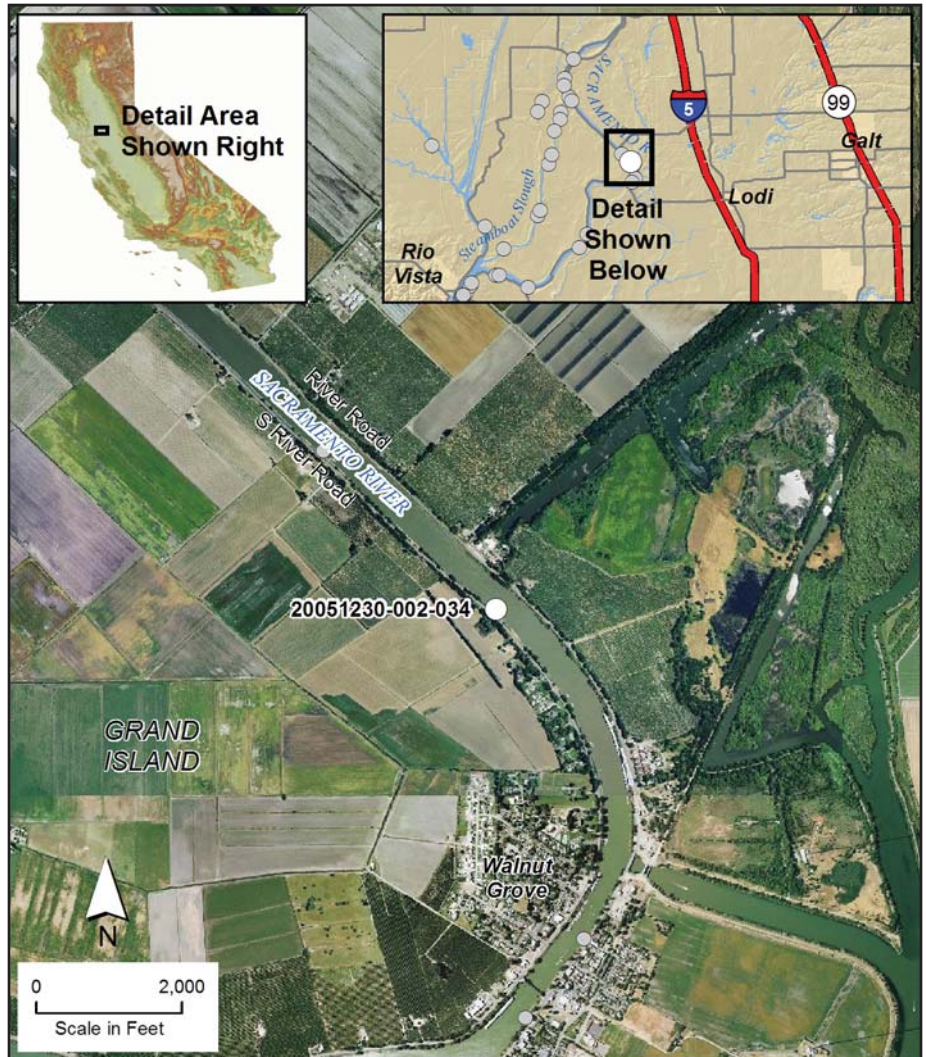 Detail Area
Shown Right
SACRAMENTO R
5
99
Galt
Lodi
Steamboat Slough
Detail
Shown
Below
Rio
Vista
River Road
SACRAMENTO RIVER
S River Road
20051230-002-034
GRAND
ISLAND
Walnut
Grove
N
0 2,000
Scale in Feet